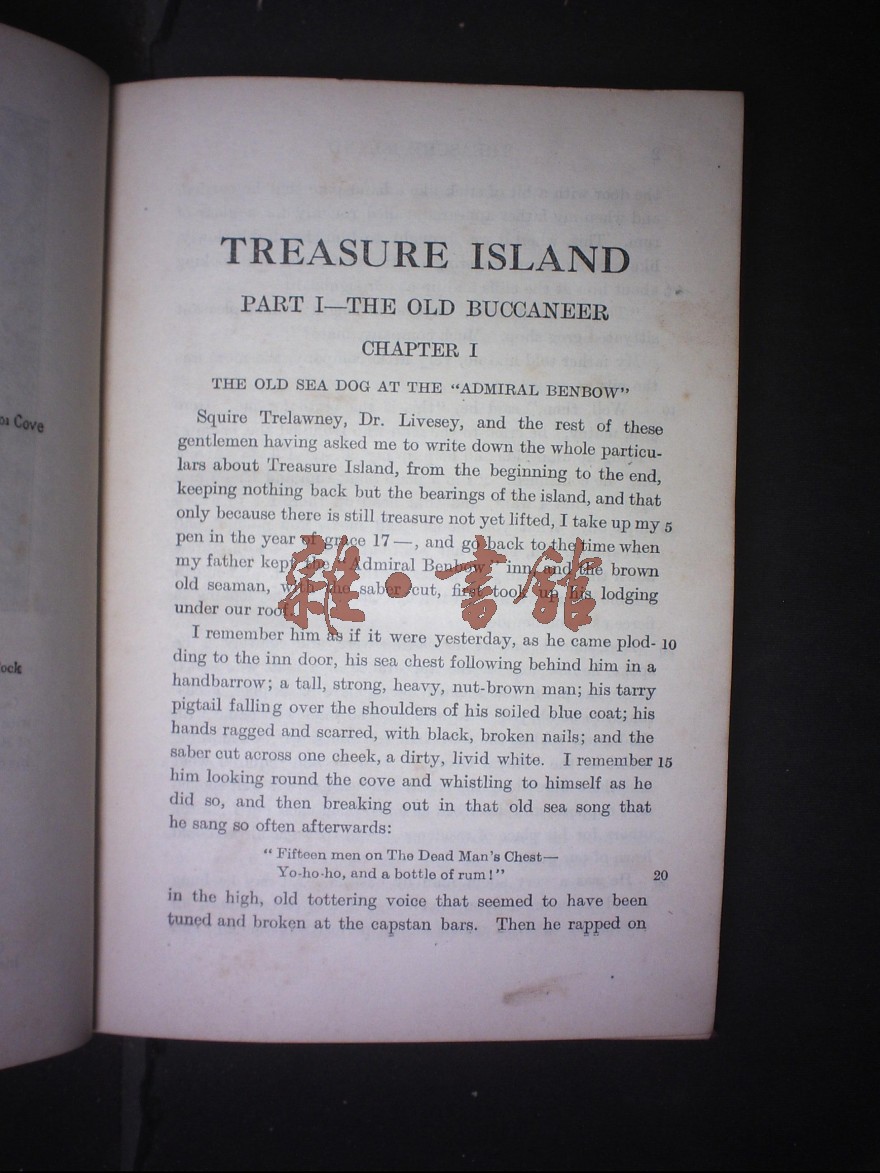 TREASURE ISLAND
PART I—THE OLD BUCCANEER
CHAPTER I
THE OLD SEA DOG AT THE "ADMIRAL BENBOW"
Squire Trelawney, Dr. Livesey, and the rest of these
gentlemen having asked me to write down the whole particu-
lars about Treasure Island, from the beginning to the end,
keeping nothing back but the bearings of the island, and that
only because there is still treasure not yet lifted, I take up my 5
pen in the year of grace 17—, and go back to the time when
my father kept the "Admiral Benbow" inn, and the brown
old seaman, with the saber cut, first took up his lodging
under our roof.
I remember him as if it were yesterday, as he came plod- 10
ding to the inn door, his sea chest following behind him in a
handbarrow; a tall, strong, heavy, nut-brown man; his tarry
pigtail falling over the shoulders of his soiled blue coat; his
hands ragged and scarred, with black, broken nails; and the
saber cut across one cheek, a dirty, livid white. I remember 15
him looking round the cove and whistling to himself as he
did so, and then breaking out in that old sea song that
he sang so often afterwards:
"Fifteen men on The Dead Man's Chest—
Yo-ho-ho, and a bottle of rum!" 20
in the high, old tottering voice that seemed to have been
tuned and broken at the capstan bars. Then he rapped on
Cove
雜·書館